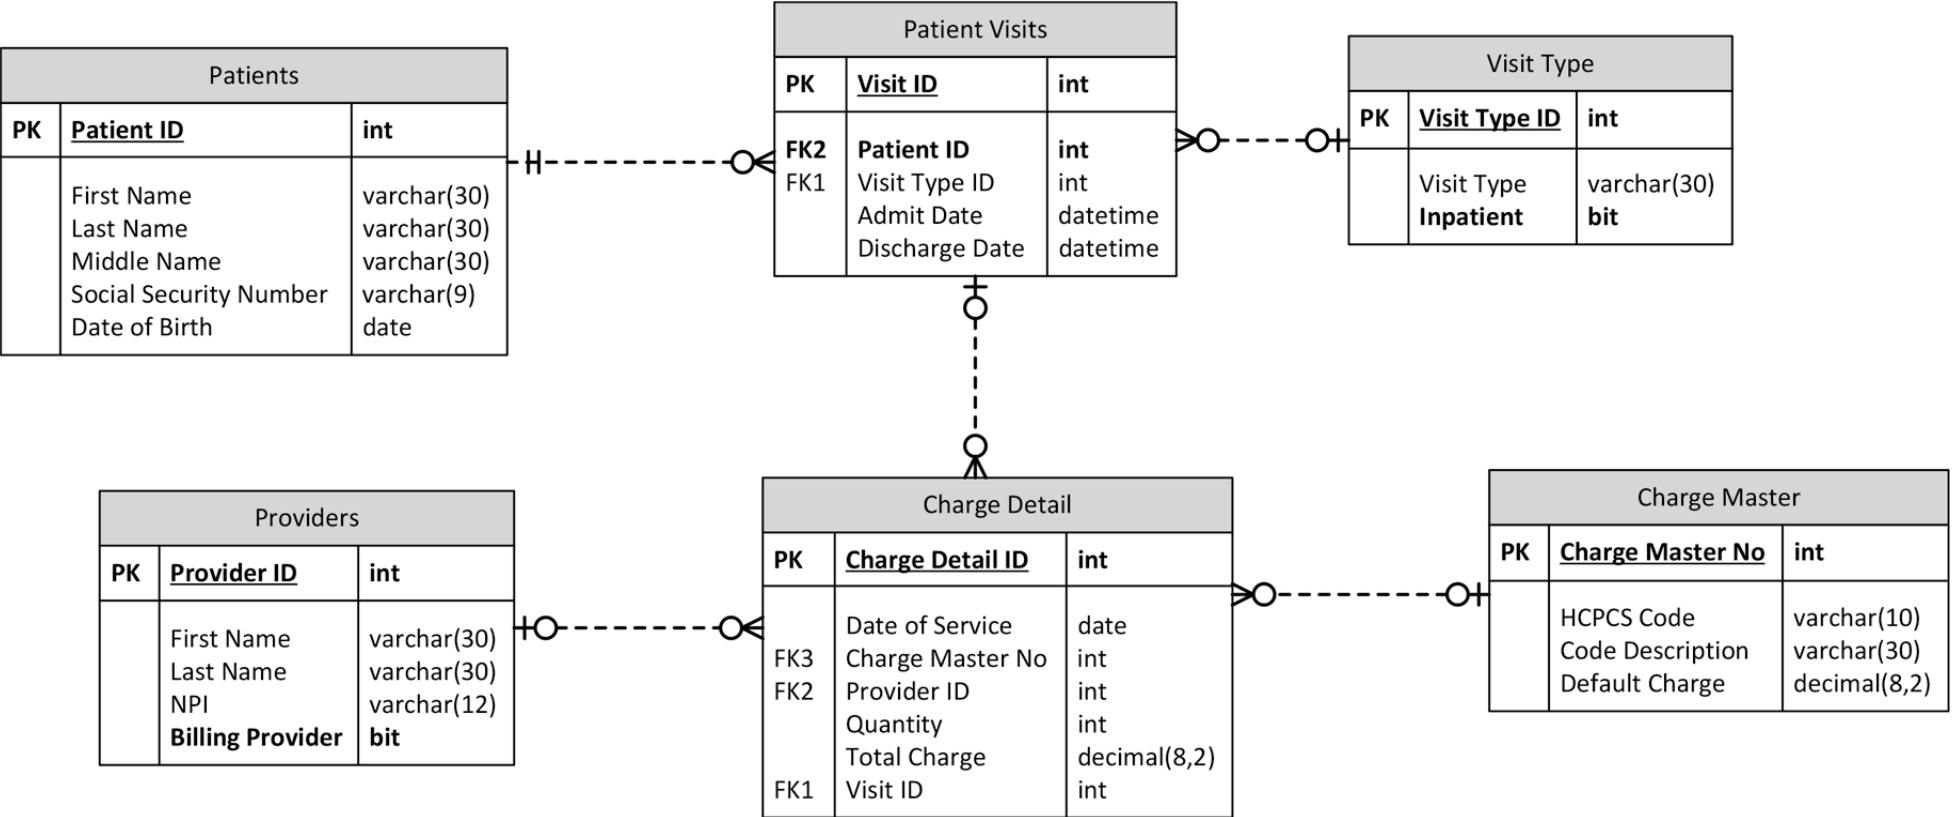 Patients
PK Patient ID int
First Name varchar(30)
Last Name varchar(30)
Middle Name varchar(30)
Social Security Number varchar(9)
Date of Birth date
Patient Visits
PK Visit ID int
FK2 Patient ID int
FK1 Visit Type ID int
Admit Date datetime
Discharge Date datetime
Visit Type
PK Visit Type ID int
Visit Type varchar(30)
Inpatient bit
Providers
PK Provider ID int
First Name varchar(30)
Last Name varchar(30)
NPI varchar(12)
Billing Provider bit
Charge Detail
PK Charge Detail ID int
Date of Service date
FK3 Charge Master No int
FK2 Provider ID int
Quantity int
Total Charge decimal(8,2)
FK1 Visit ID int
Charge Master
PK Charge Master No int
HCPCS Code varchar(10)
Code Description varchar(30)
Default Charge decimal(8,2)